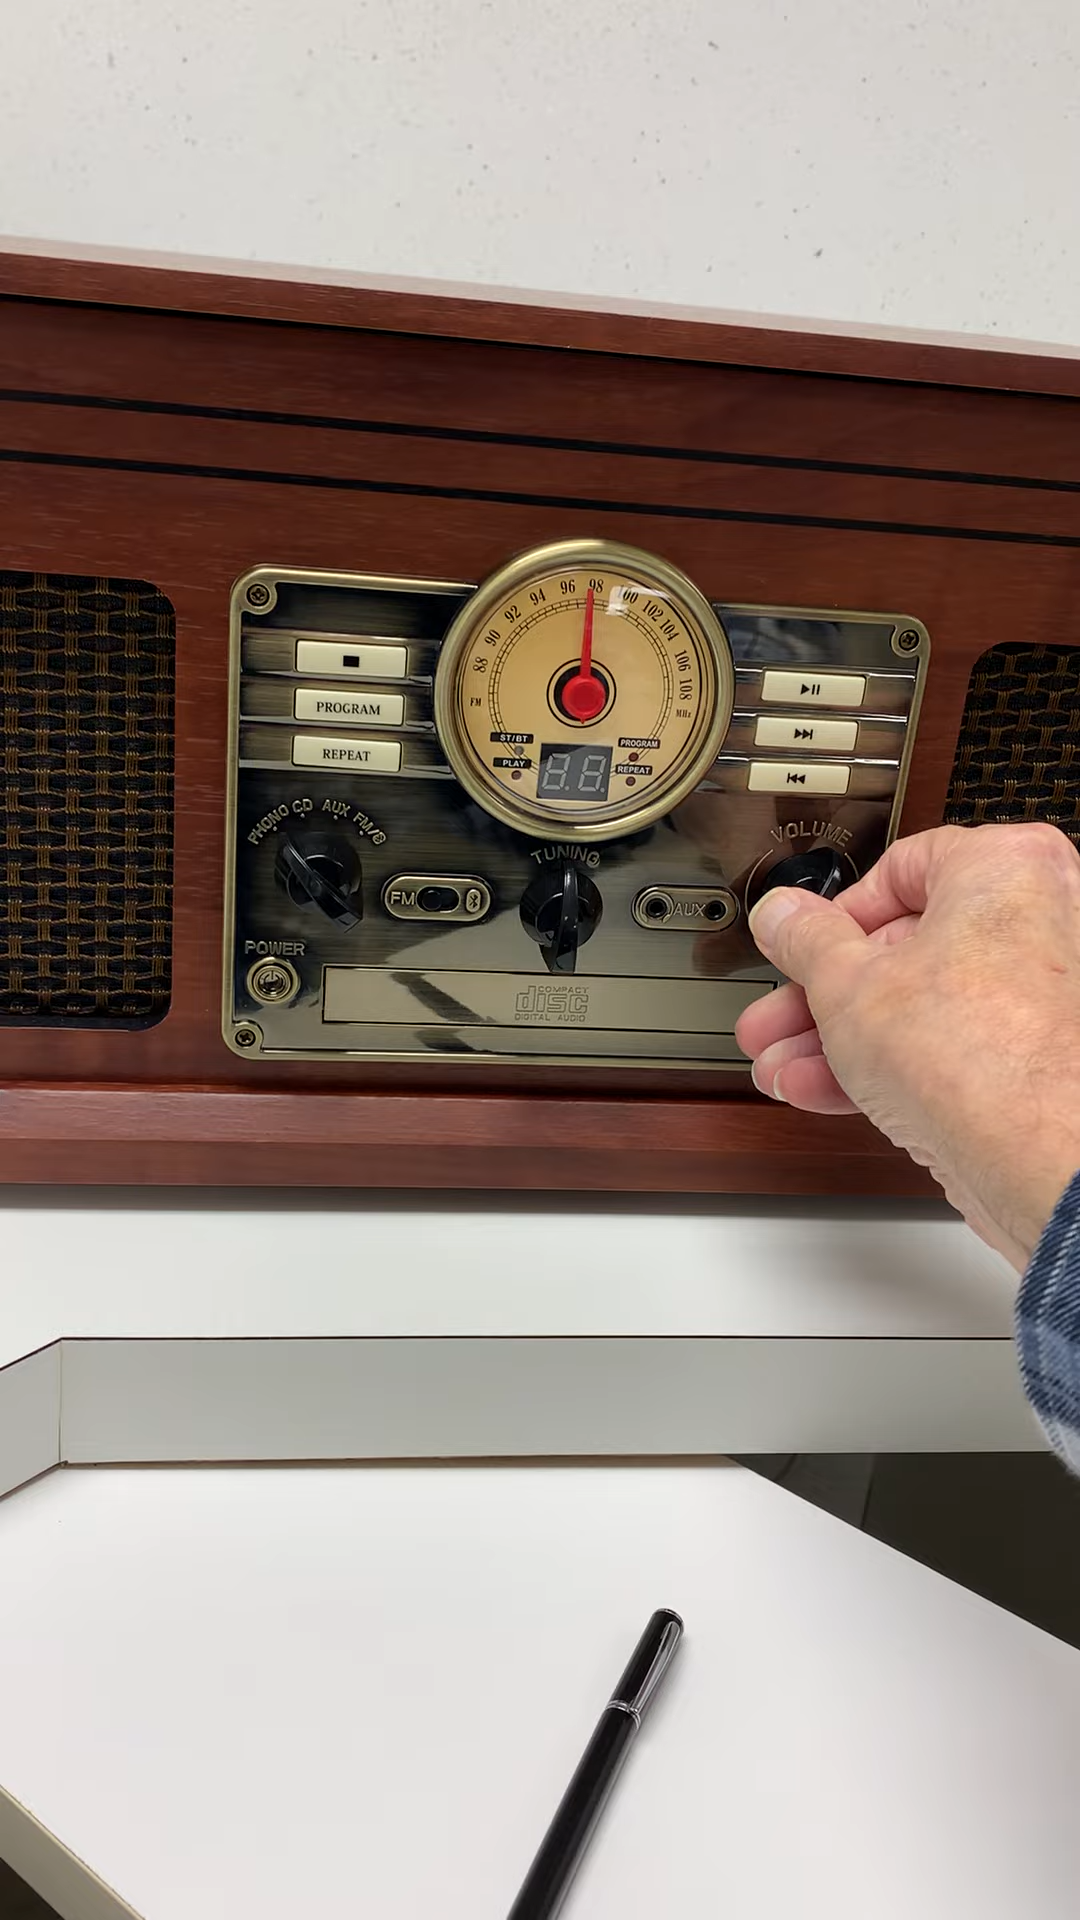 88 90 92 94 96 98 100 102 104 106 108
FM MHz
ST/BT PROGRAM
PLAY REPEAT
8.8.
PROGRAM
REPEAT
PHONO CD AUX FM/
VOLUME
TUNING
FM
AUX
POWER
COMPACT
disc
DIGITAL AUDIO